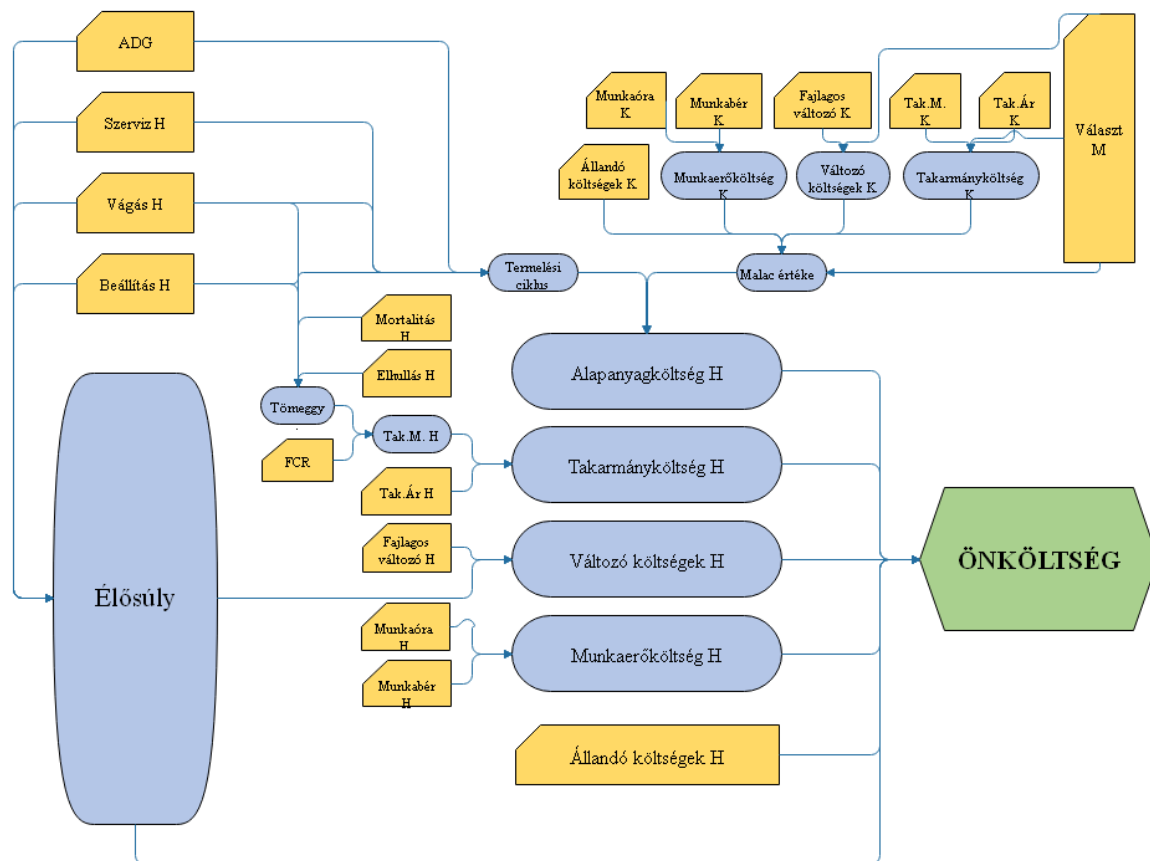 ADG
Szerviz H
Vágás H
Beállítás H
Munkaóra
K
Munkabér
K
Fajlagos
változó K
Tak.M.
K
Tak.Ár
K
Választ
M
Állandó
költségek K
Munkaerőköltség
K
Változó
költségek K
Takarmányköltség
K
Termelési
ciklus
Malac értéke
Mortalitás
H
Elhullás H
Tömeggy
.
FCR
Tak.M. H
Tak.Ár H
Fajlagos
változó H
Munkaóra
H
Munkabér
H
Élősúly
Alapanyagköltség H
Takarmányköltség H
Változó költségek H
Munkaerőköltség H
Állandó költségek H
ÖNKÖLTSÉG